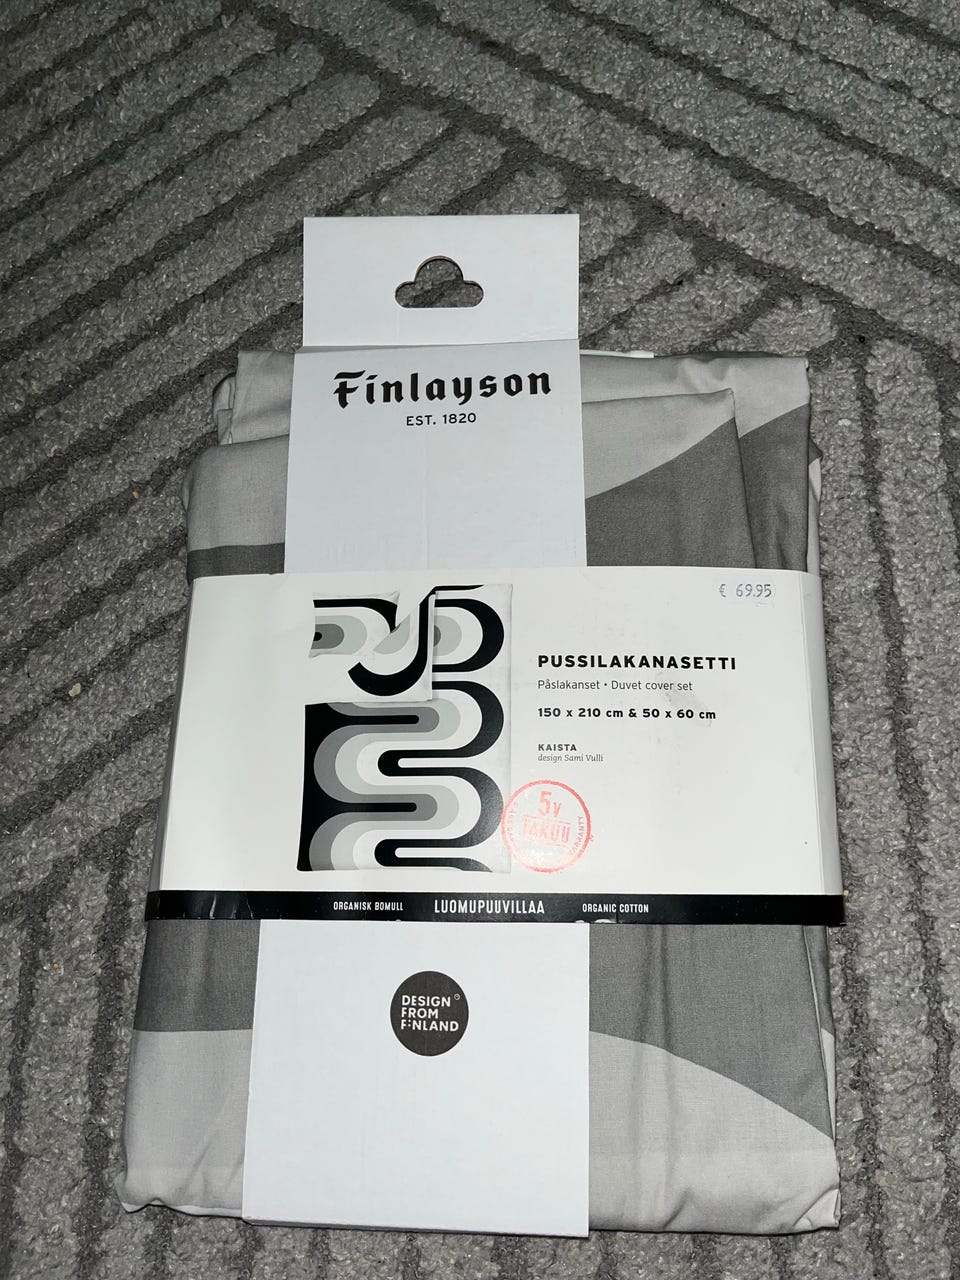 Finlayson
EST. 1820
€ 69.95
PUSSILAKANASETTI
Påslakanset • Duvet cover set
150 x 210 cm & 50 x 60 cm
KAISTA
design Sami Vulli
5v
TAKUU
ORGANISK BOMULL LUOMUPUUVILLAA ORGANIC COTTON
DESIGN
FROM
FINLAND